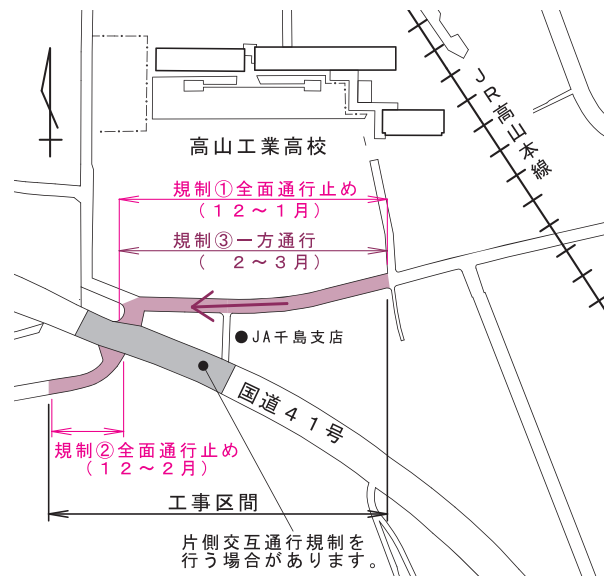 JR高山本線
高山工業高校
規制①全面通行止め
（１２～１月）
規制③一方通行
（　２～３月）
JA千島支店
国道４１号
規制②全面通行止め
（１２～２月）
工事区間
片側交互通行規制を
行う場合があります。